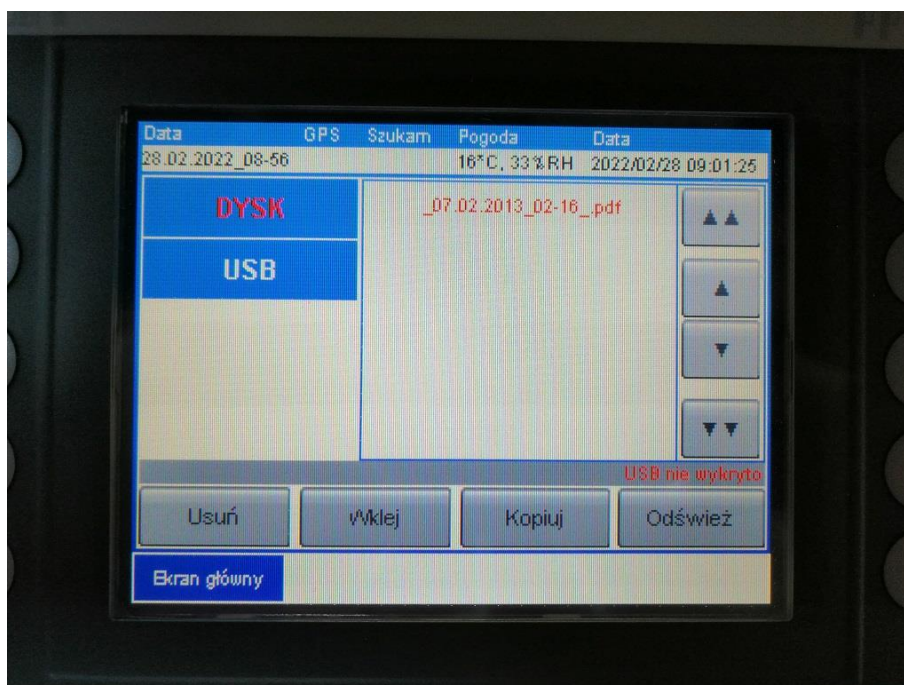 Data GPS Szukam Pogoda Data
28.02.2022_08-56 16°C, 33%RH 2022/02/28 09:01:25
DYSK
_07.02.2013_02-16_.pdf
USB
USB nie wykryto
Usuń Wklej Kopiuj Odśwież
Ekran główny